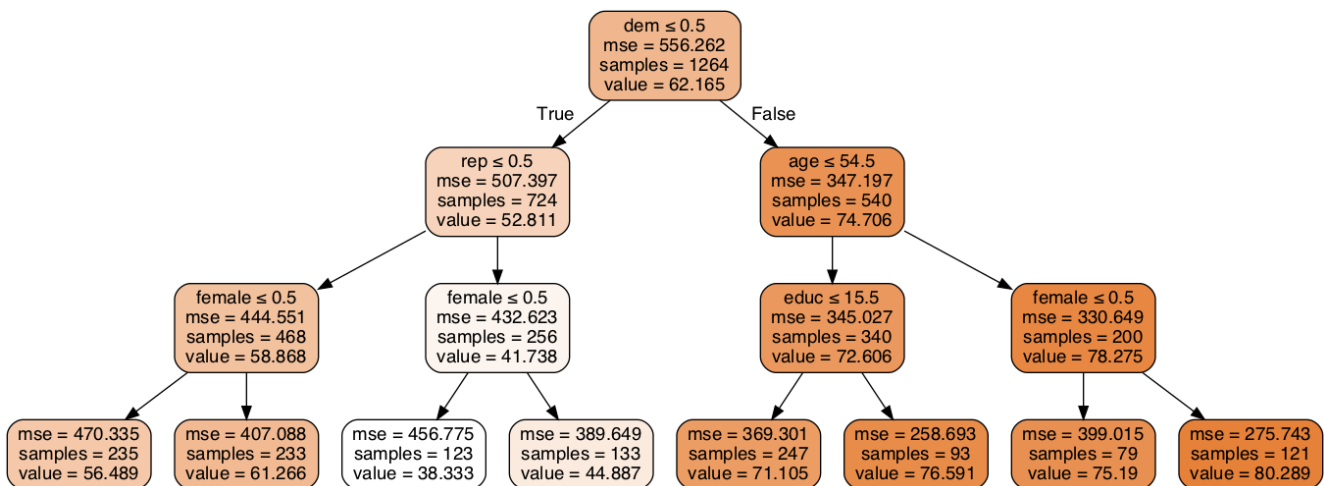 dem ≤ 0.5
mse = 556.262
samples = 1264
value = 62.165
True
False
rep ≤ 0.5
mse = 507.397
samples = 724
value = 52.811
age ≤ 54.5
mse = 347.197
samples = 540
value = 74.706
female ≤ 0.5
mse = 444.551
samples = 468
value = 58.868
female ≤ 0.5
mse = 432.623
samples = 256
value = 41.738
educ ≤ 15.5
mse = 345.027
samples = 340
value = 72.606
female ≤ 0.5
mse = 330.649
samples = 200
value = 78.275
mse = 470.335
samples = 235
value = 56.489
mse = 407.088
samples = 233
value = 61.266
mse = 456.775
samples = 123
value = 38.333
mse = 389.649
samples = 133
value = 44.887
mse = 369.301
samples = 247
value = 71.105
mse = 258.693
samples = 93
value = 76.591
mse = 399.015
samples = 79
value = 75.19
mse = 275.743
samples = 121
value = 80.289